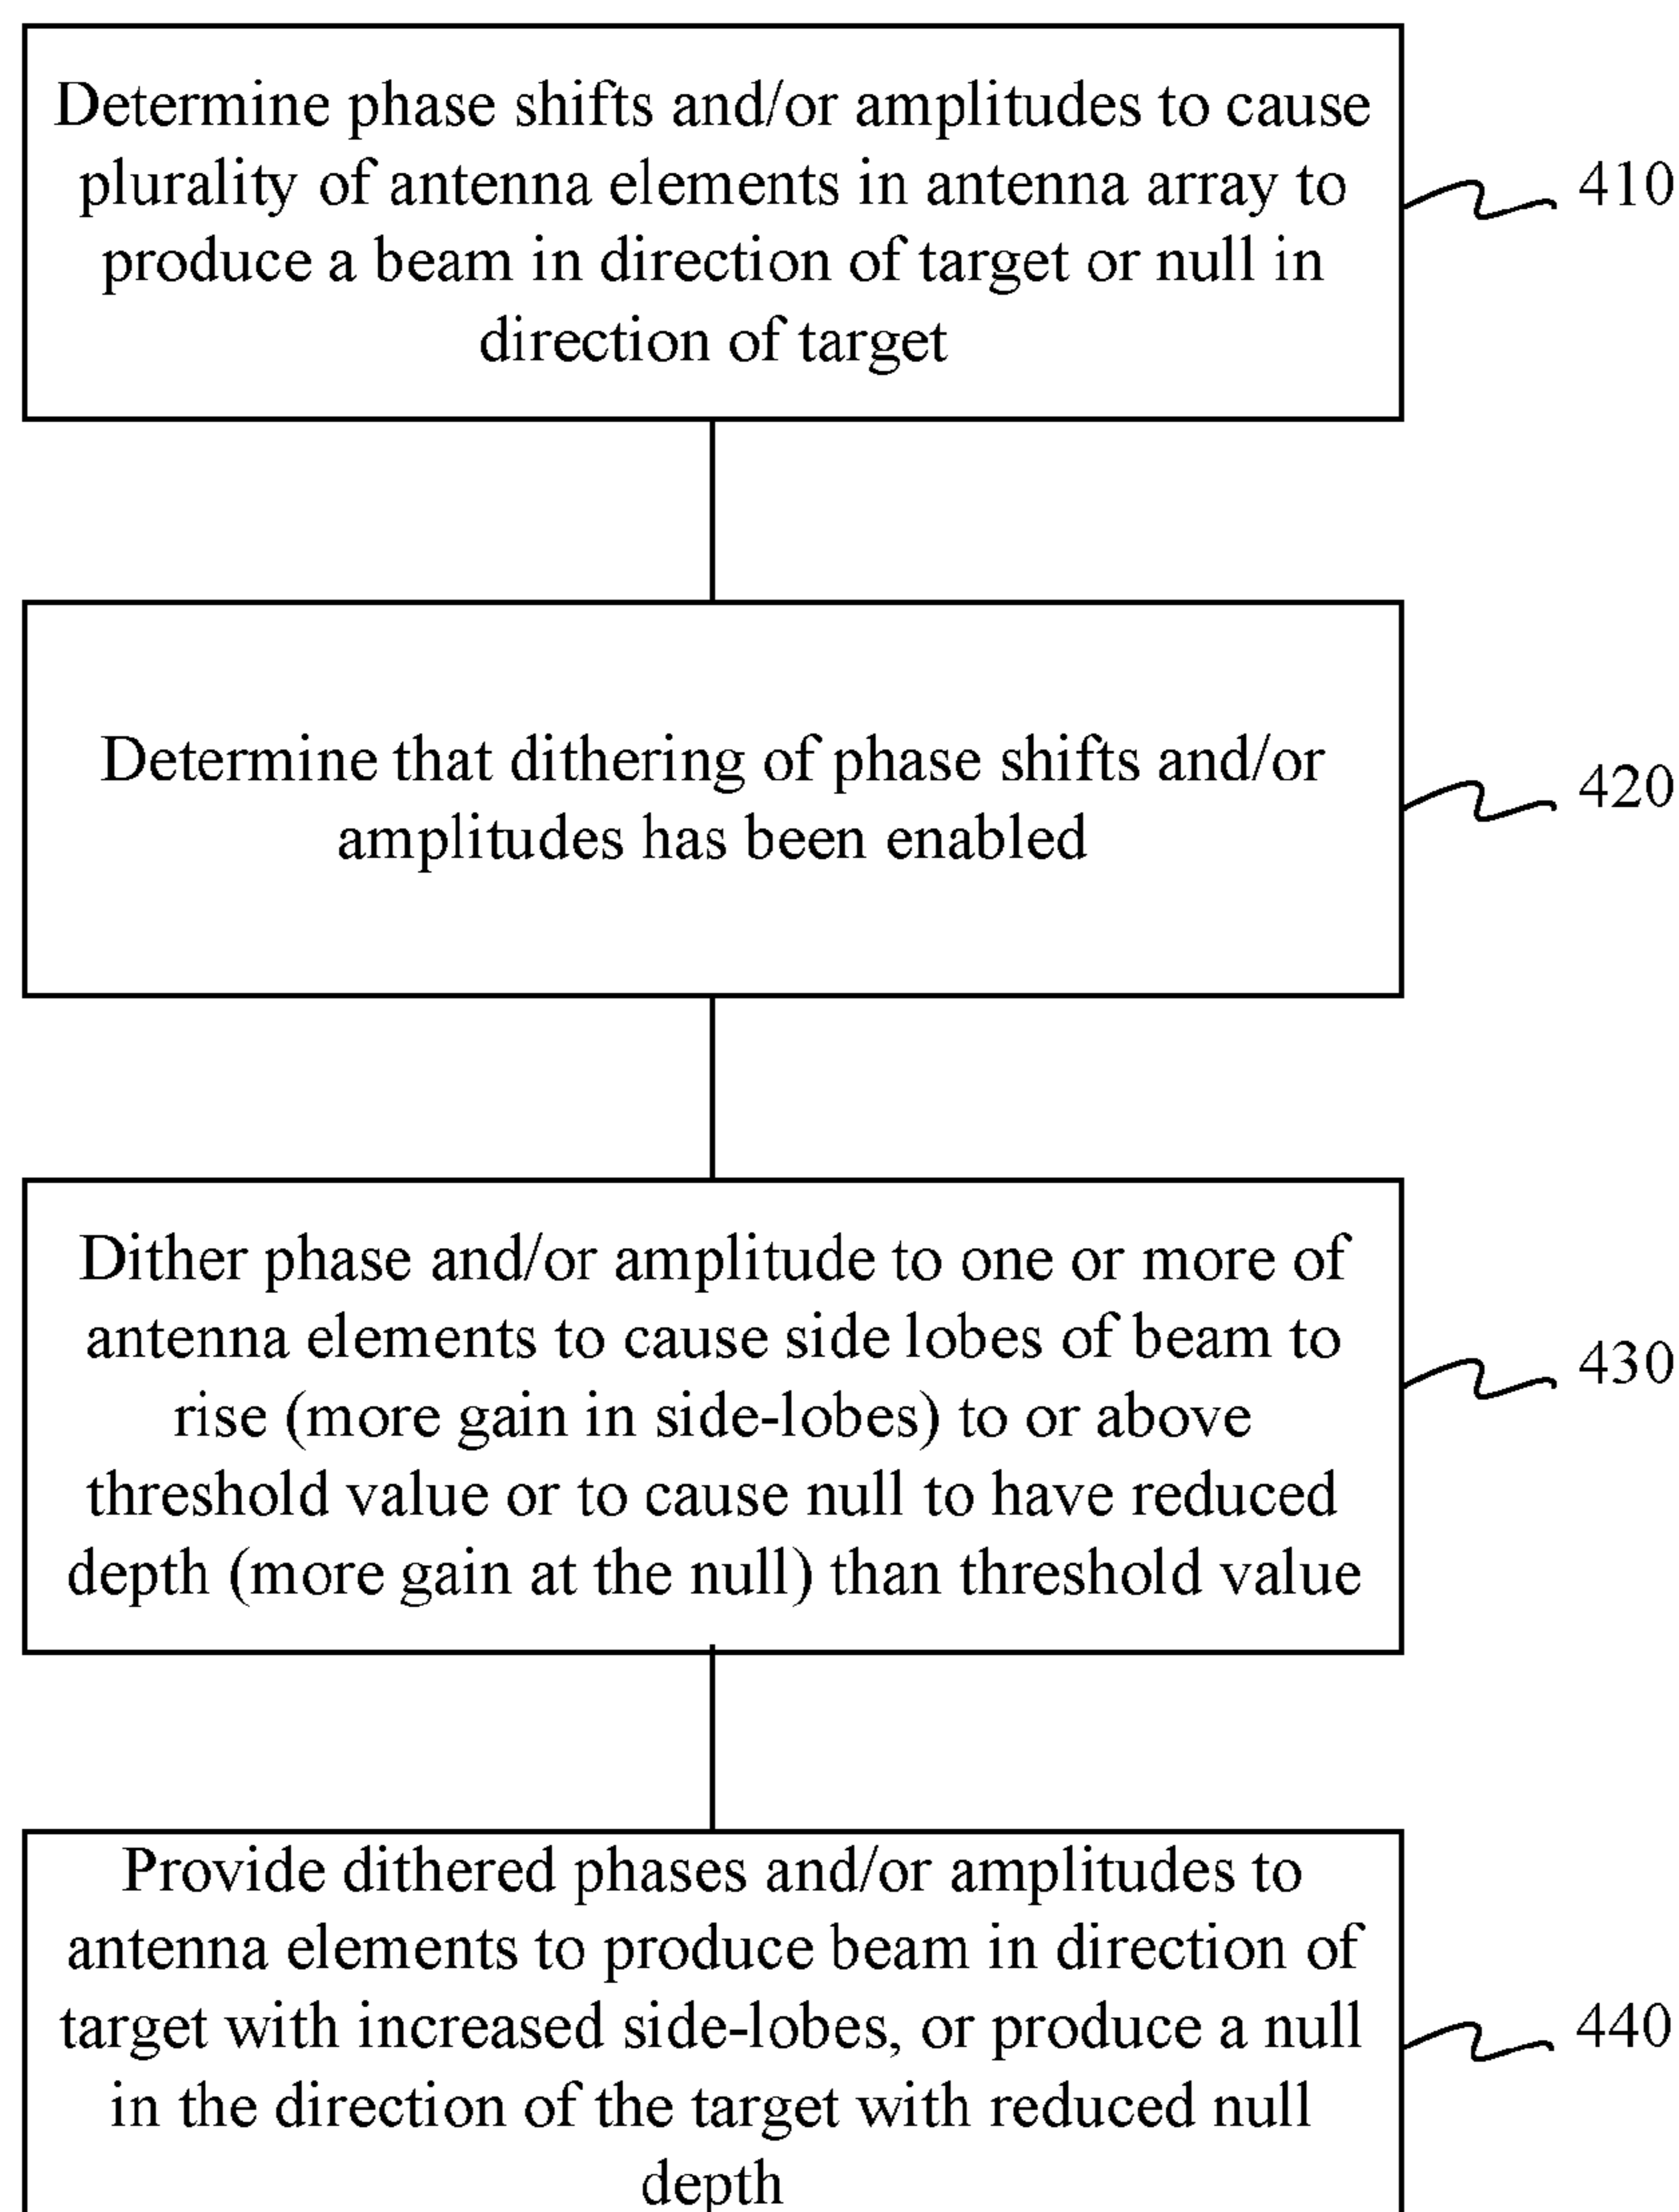 Determine phase shifts and/or amplitudes to cause
plurality of antenna elements in antenna array to
produce a beam in direction of target or null in
direction of target
410
Determine that dithering of phase shifts and/or
amplitudes has been enabled
420
Dither phase and/or amplitude to one or more of
antenna elements to cause side lobes of beam to
rise (more gain in side-lobes) to or above
threshold value or to cause null to have reduced
depth (more gain at the null) than threshold value
430
Provide dithered phases and/or amplitudes to
antenna elements to produce beam in direction of
target with increased side-lobes, or produce a null
in the direction of the target with reduced null
depth
440